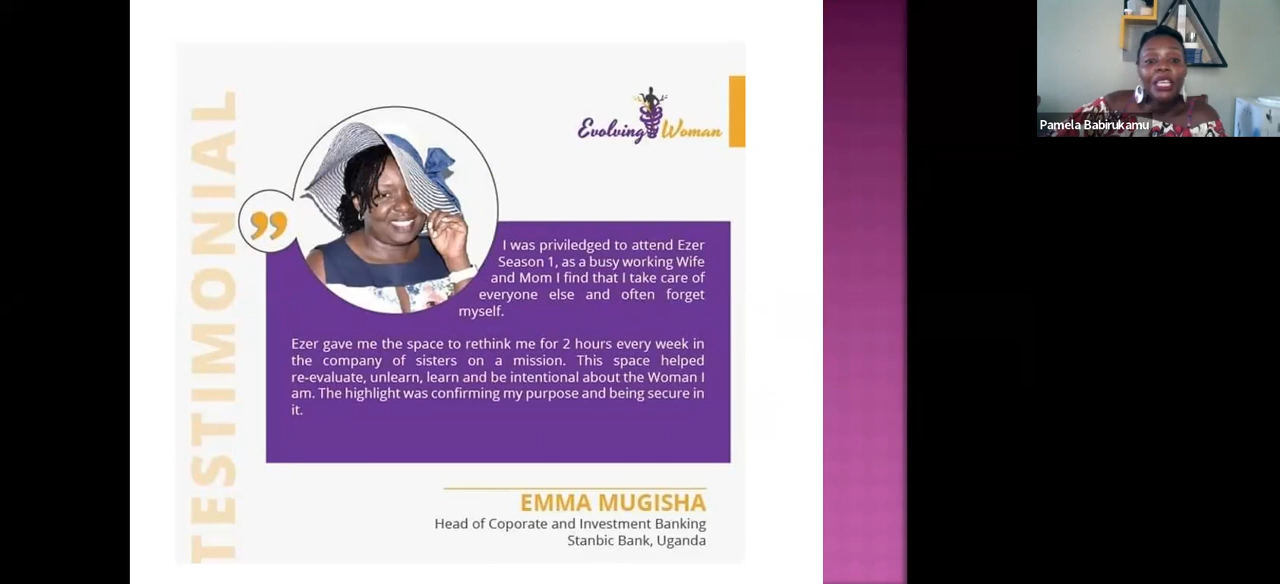 TESTIMONIAL
Evolving Woman
”
I was priviledged to attend Ezer
Season 1, as a busy working Wife
and Mom I find that I take care of
everyone else and often forget
myself.
Ezer gave me the space to rethink me for 2 hours every week in
the company of sisters on a mission. This space helped
re-evaluate, unlearn, learn and be intentional about the Woman I
am. The highlight was confirming my purpose and being secure in
it.
EMMA MUGISHA
Head of Coporate and Investment Banking
Stanbic Bank, Uganda
Pamela Babirukamu